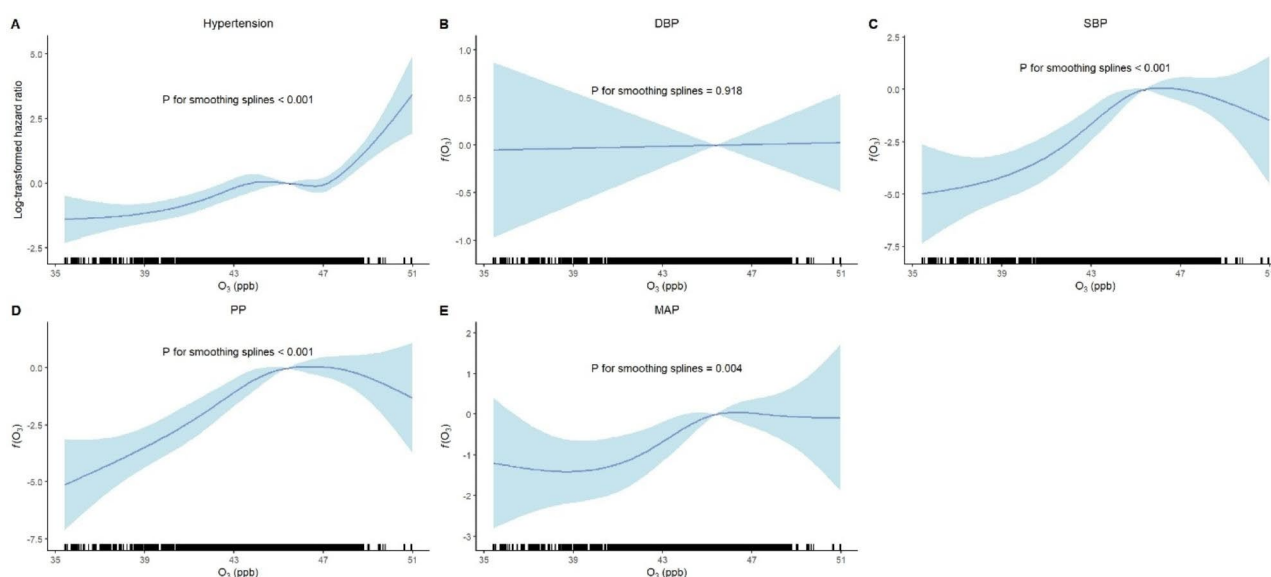 A
Hypertension
Log-transformed hazard ratio
5.0
2.5
0.0
-2.5
P for smoothing splines < 0.001
35
39
43
47
51
O₃ (ppb)
B
DBP
f(O₃)
1.0
0.5
0.0
-0.5
-1.0
P for smoothing splines = 0.918
35
39
43
47
51
O₃ (ppb)
C
SBP
f(O₃)
2.5
0.0
-2.5
-5.0
-7.5
P for smoothing splines < 0.001
35
39
43
47
O₃ (ppb)
D
PP
f(O₃)
0.0
-2.5
-5.0
-7.5
P for smoothing splines < 0.001
35
39
43
47
51
O₃ (ppb)
E
MAP
f(O₃)
2
1
0
-1
-2
-3
P for smoothing splines = 0.004
35
39
43
47
51
O₃ (ppb)